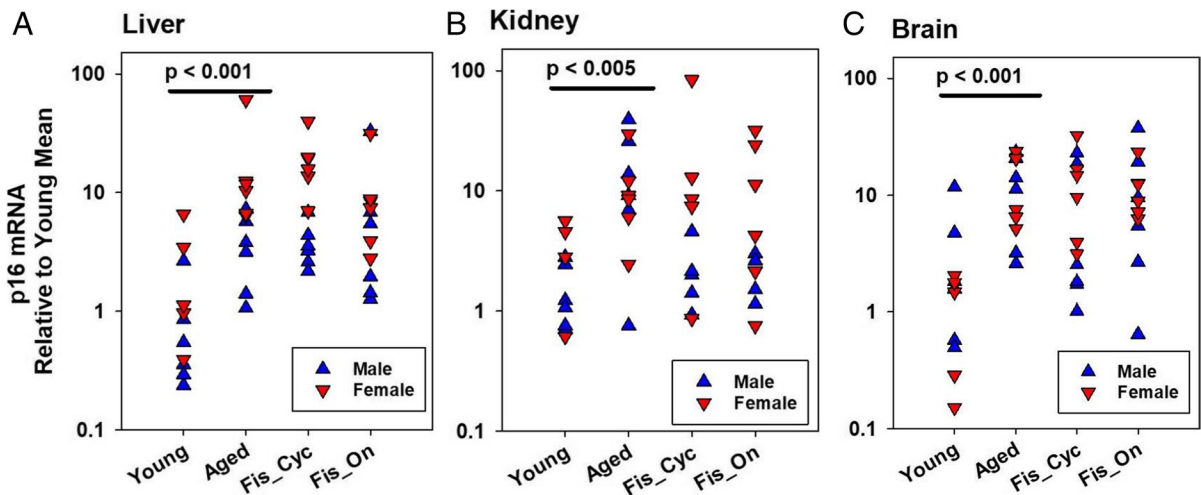 A
Liver
p16 mRNA
Relative to Young Mean
100
10
1
0.1
p < 0.001
Male
Female
Young
Aged
Fis_Cyc
Fis_On
B
Kidney
100
10
1
0.1
p < 0.005
Male
Female
Young
Aged
Fis_Cyc
Fis_On
C
Brain
100
10
1
0.1
p < 0.001
Male
Female
Young
Aged
Fis_Cyc
Fis_On